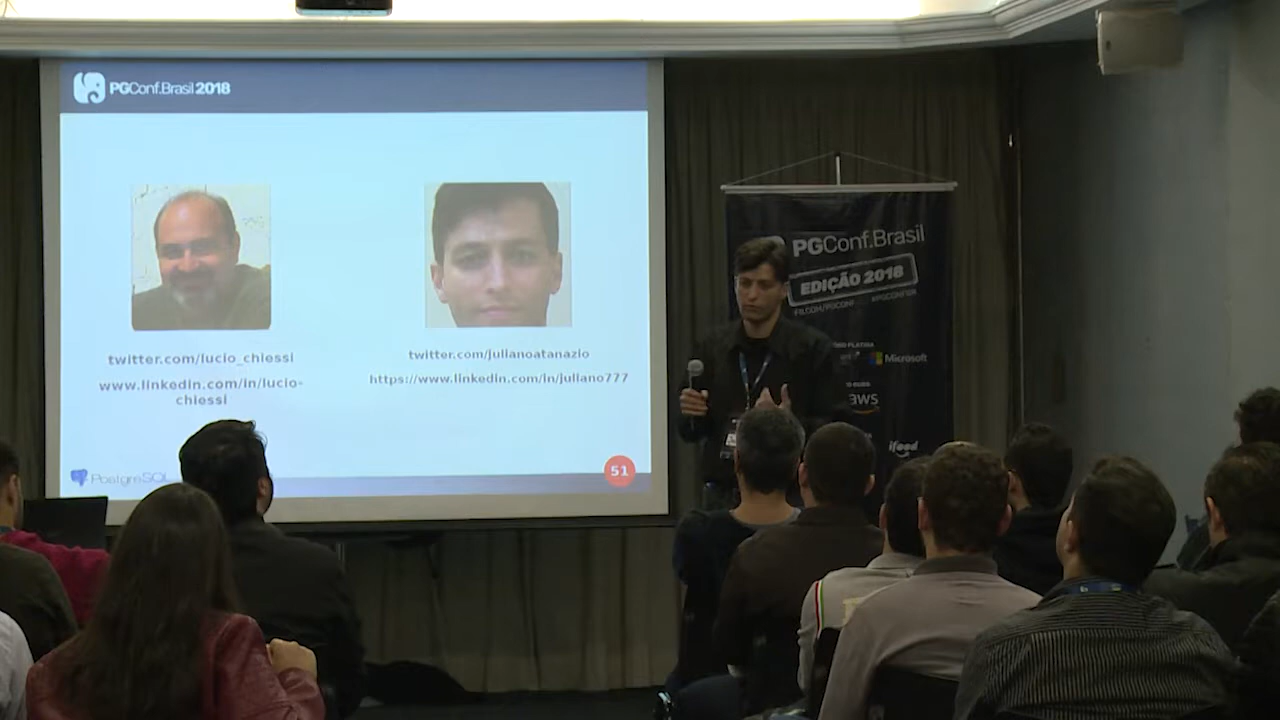 PGConf.Brasil 2018
twitter.com/lucio_chiessi
www.linkedin.com/in/lucio-
chiessi
twitter.com/julianoatanazio
https://www.linkedin.com/in/juliano777
PostgreSQL
51
PGConf.Brasil
EDIÇÃO 2018
Microsoft
aws
ifood